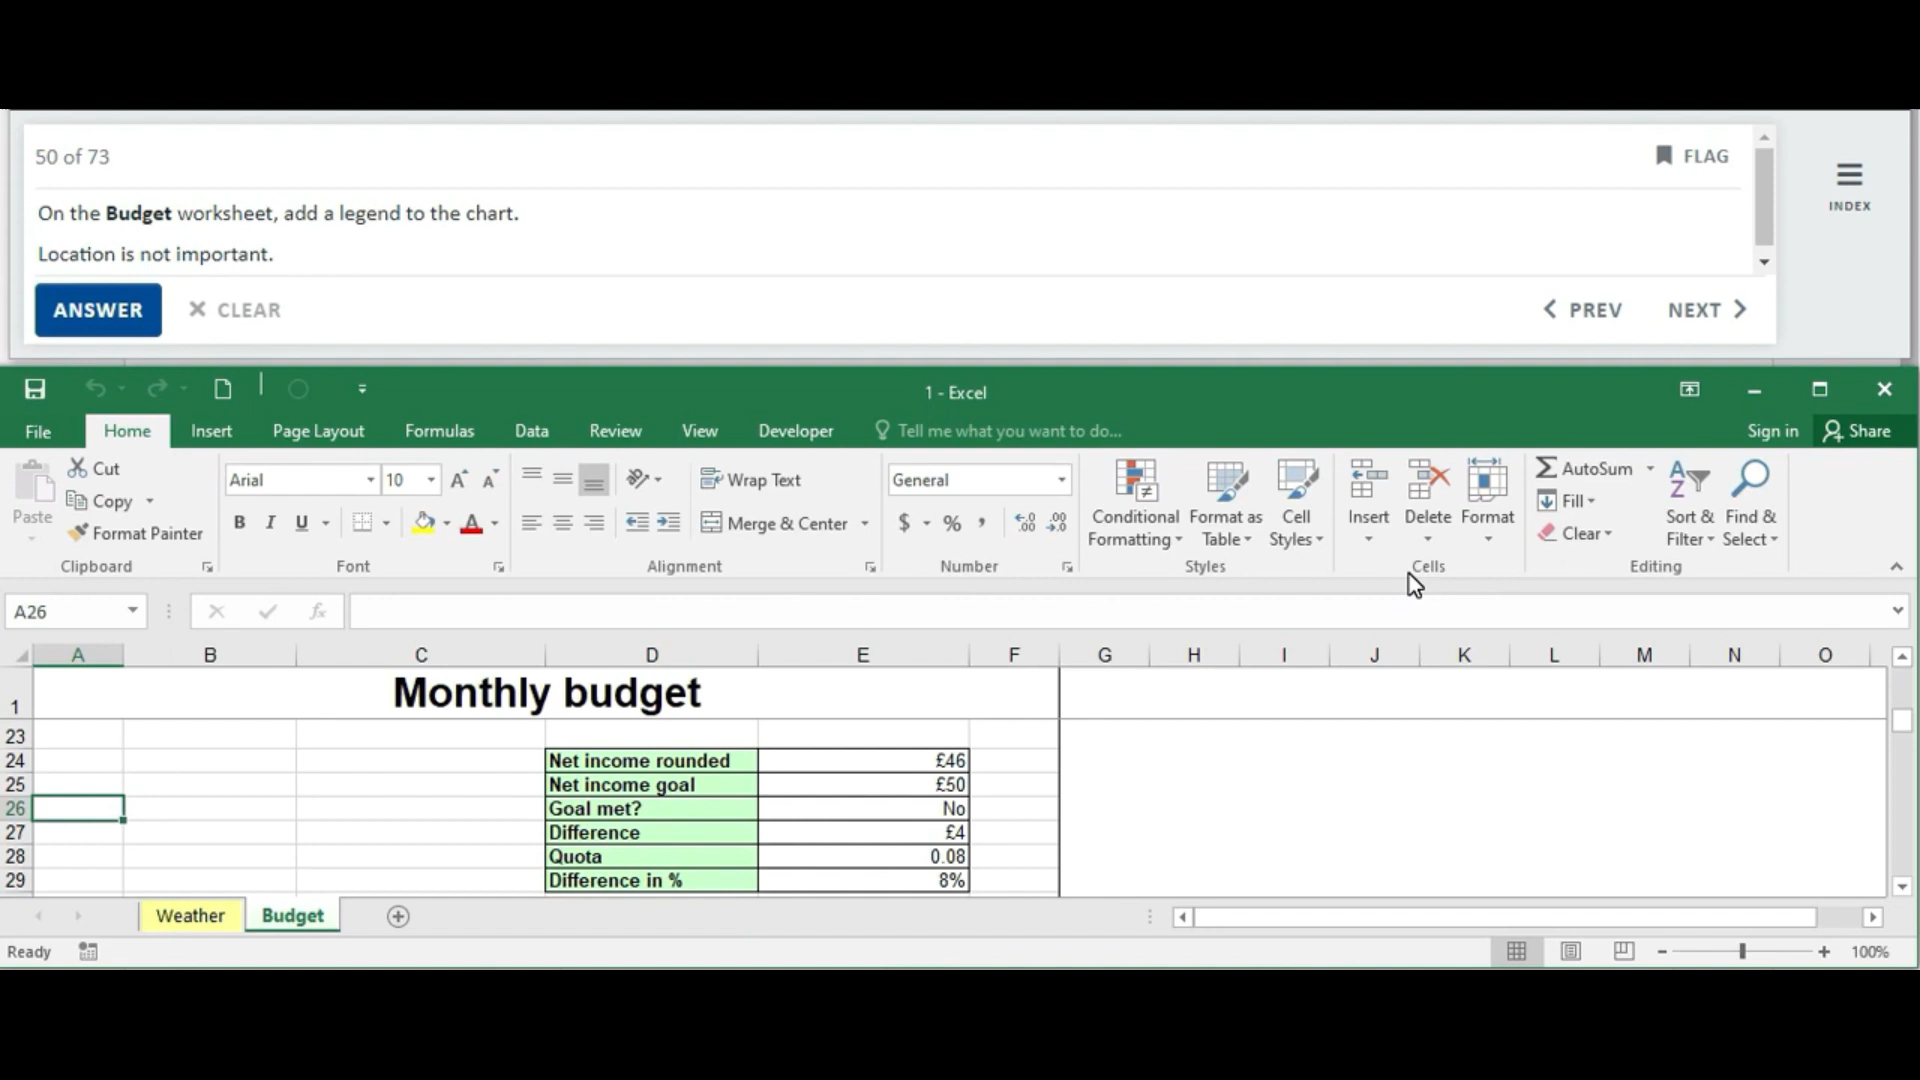 50 of 73
FLAG
INDEX
On the Budget worksheet, add a legend to the chart.
Location is not important.
ANSWER
CLEAR
PREV
NEXT
1 - Excel
File
Home
Insert
Page Layout
Formulas
Data
Review
View
Developer
Tell me what you want to do...
Sign in
Share
Paste
Cut
Copy
Format Painter
Clipboard
Arial
10
B I U
Font
Wrap Text
Merge & Center
Alignment
General
$ % ,
Number
Conditional Formatting
Format as Table
Cell Styles
Styles
Insert
Delete
Format
Cells
AutoSum
Fill
Clear
Sort & Filter
Find & Select
Editing
A26
fx
A B C D E F G H I J K L M N O
1 Monthly budget
23
24 Net income rounded £46
25 Net income goal £50
26 Goal met? No
27 Difference £4
28 Quota 0.08
29 Difference in % 8%
Weather
Budget
Ready
100%